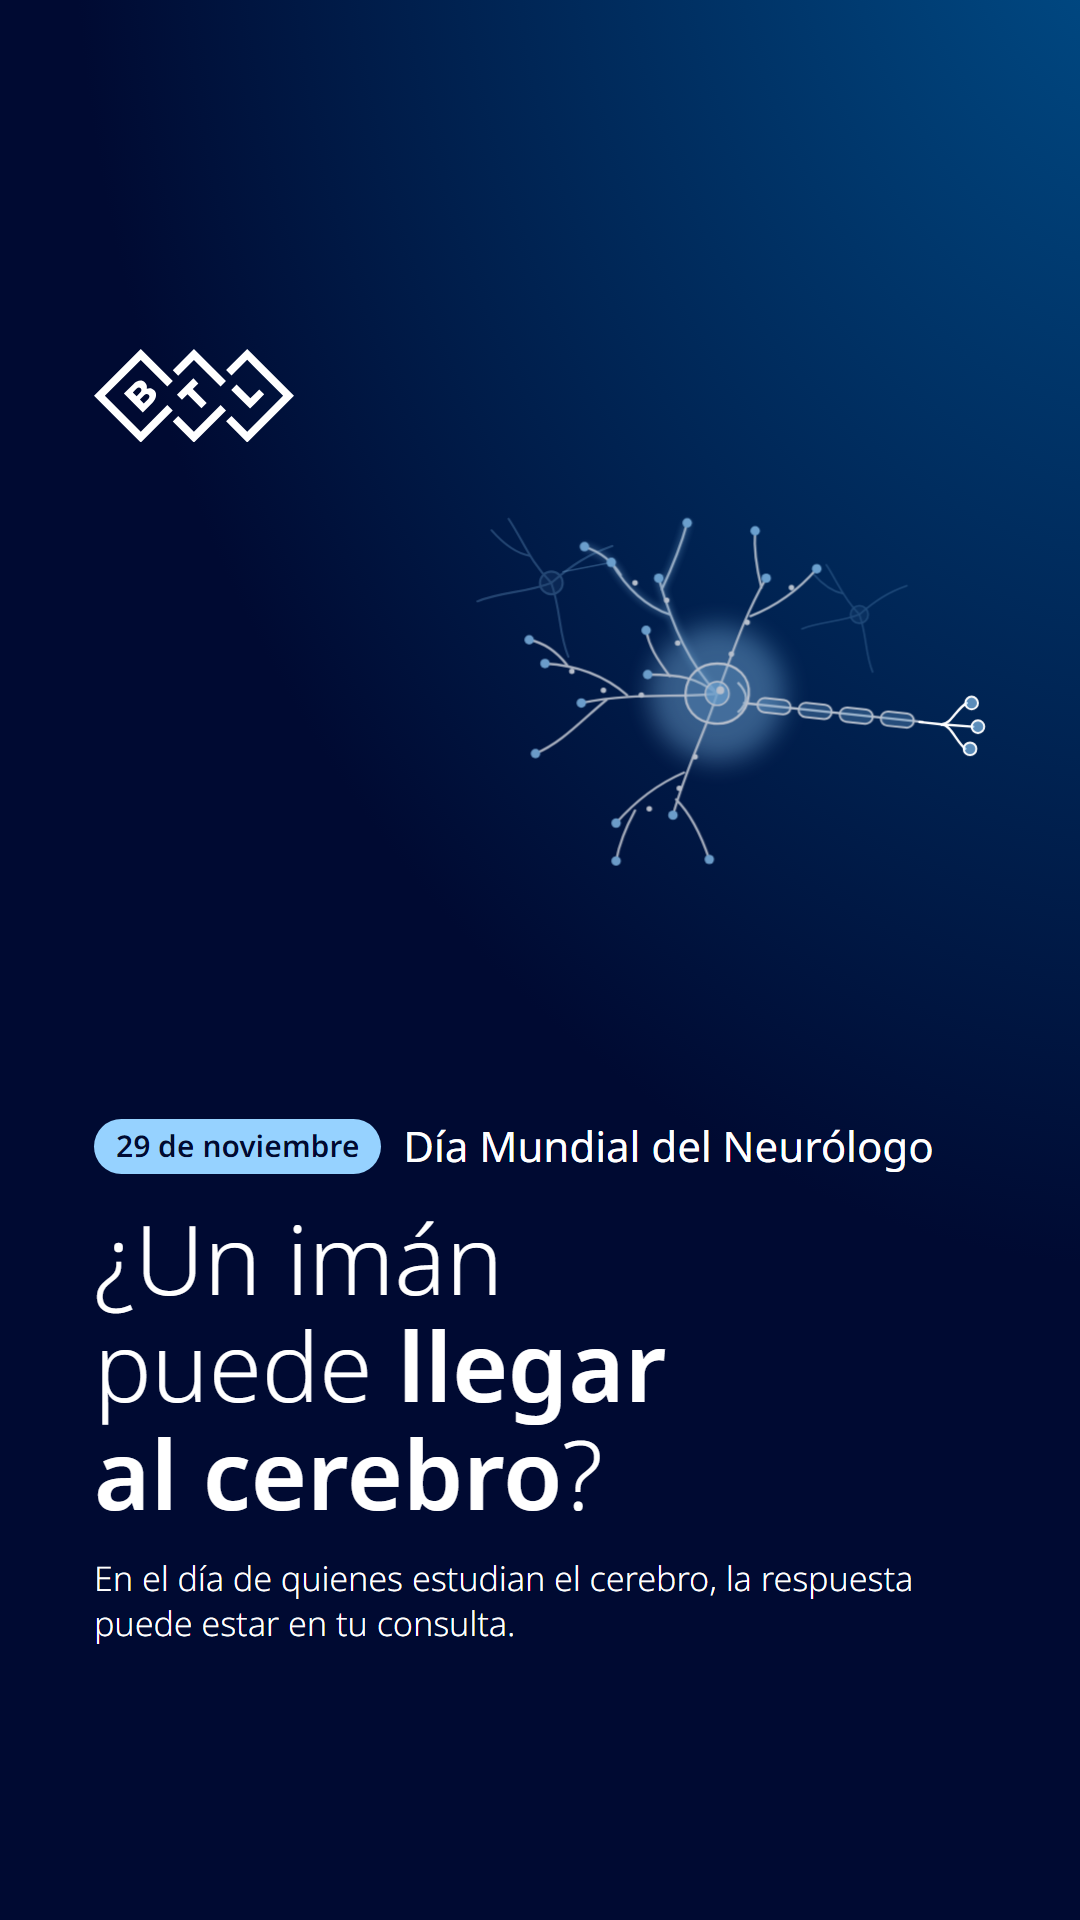 BTL
29 de noviembre Día Mundial del Neurólogo
¿Un imán
puede llegar
al cerebro?
En el día de quienes estudian el cerebro, la respuesta
puede estar en tu consulta.